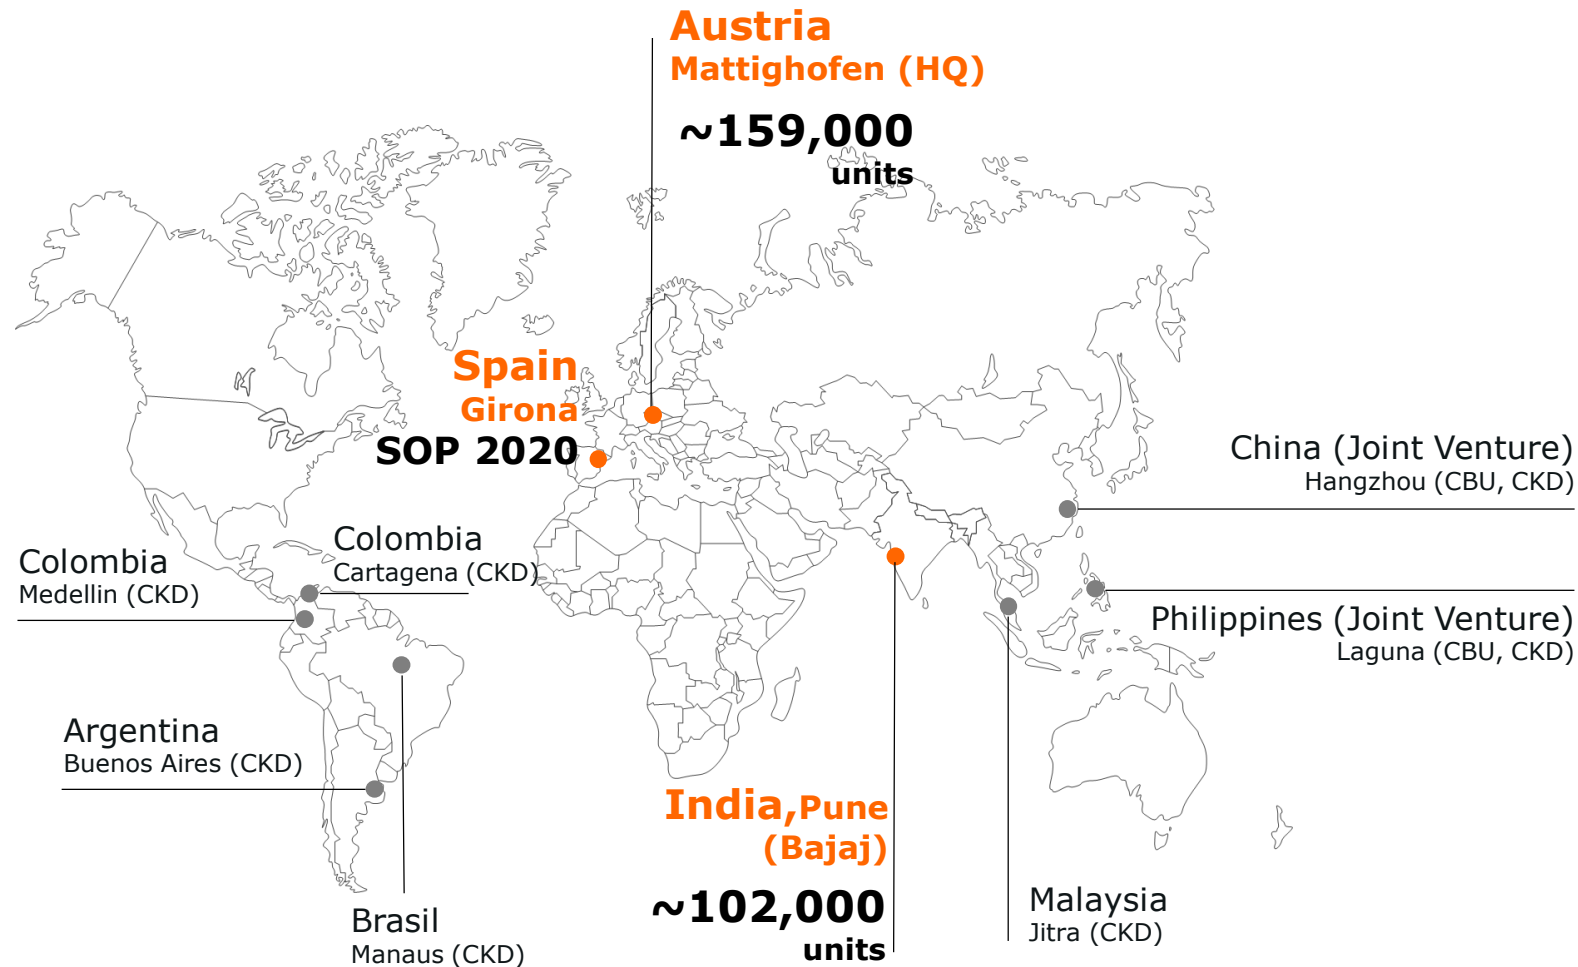 Austria
Mattighofen (HQ)
~159,000
units
Spain
Girona
SOP 2020
China (Joint Venture)
Hangzhou (CBU, CKD)
Colombia
Cartagena (CKD)
Colombia
Medellin (CKD)
Philippines (Joint Venture)
Laguna (CBU, CKD)
Argentina
Buenos Aires (CKD)
India,Pune
(Bajaj)
~102,000
units
Malaysia
Jitra (CKD)
Brasil
Manaus (CKD)